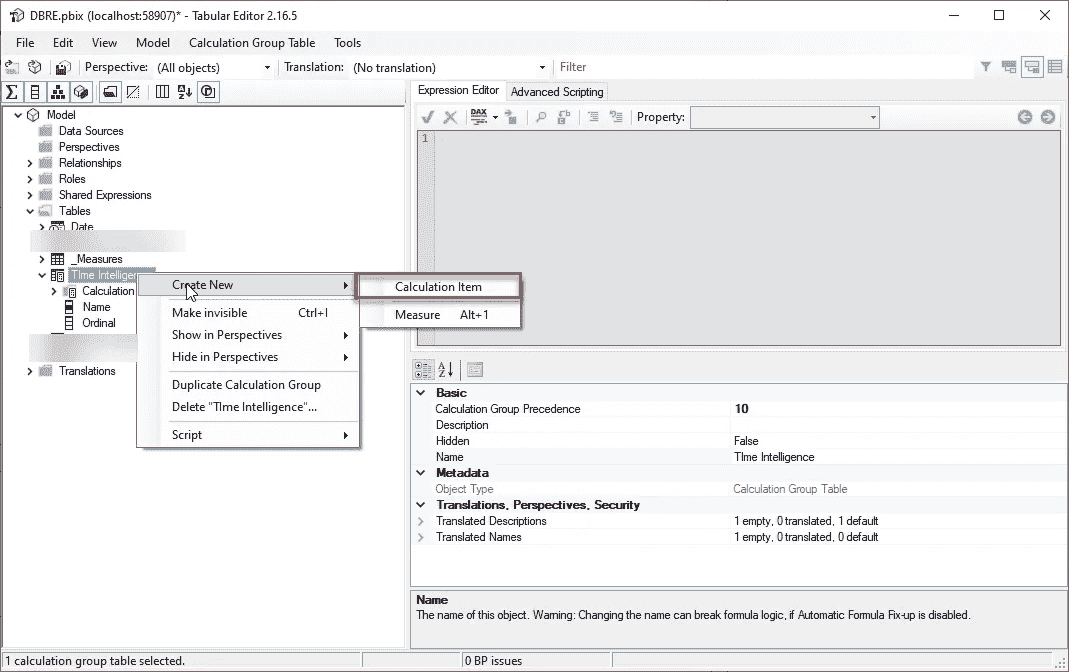 DBRE.pbix (localhost:58907)* - Tabular Editor 2.16.5
File Edit View Model Calculation Group Table Tools
Perspective: (All objects) Translation: (No translation) Filter
Expression Editor Advanced Scripting
DAX Property:
1
Model
Data Sources
Perspectives
Relationships
Roles
Shared Expressions
Tables
Date
_Measures
TIme Intelligen
Calculation
Name
Ordinal
Translations
Create New
Make invisible Ctrl+I
Show in Perspectives
Hide in Perspectives
Duplicate Calculation Group
Delete "TIme Intelligence"...
Script
Calculation Item
Measure Alt+1
Basic
Calculation Group Precedence 10
Description
Hidden False
Name TIme Intelligence
Metadata
Object Type Calculation Group Table
Translations, Perspectives, Security
Translated Descriptions 1 empty, 0 translated, 1 default
Translated Names 1 empty, 0 translated, 0 default
Name
The name of this object. Warning: Changing the name can break formula logic, if Automatic Formula Fix-up is disabled.
1 calculation group table selected. 0 BP issues